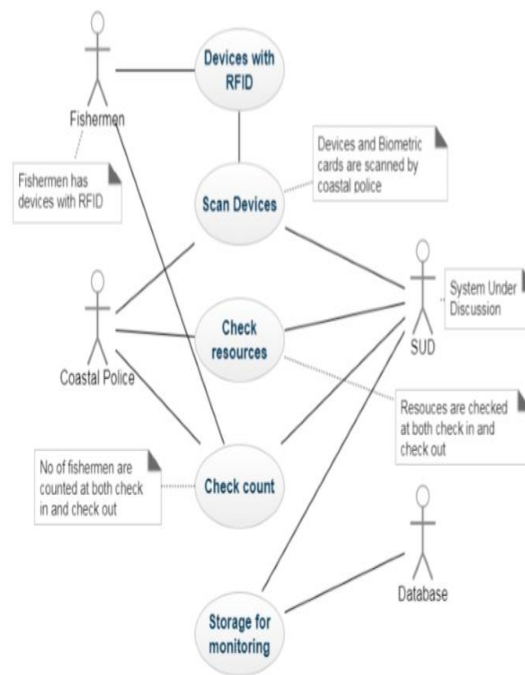 Devices with
RFID
Fishermen
Fishermen has
devices with RFID
Devices and Biometric
cards are scanned by
coastal police
Scan Devices
System Under
Discussion
SUD
Coastal Police
Check
resources
Resouces are checked
at both check in and
check out
No of fishermen are
counted at both check
in and check out
Check count
Database
Storage for
monitoring